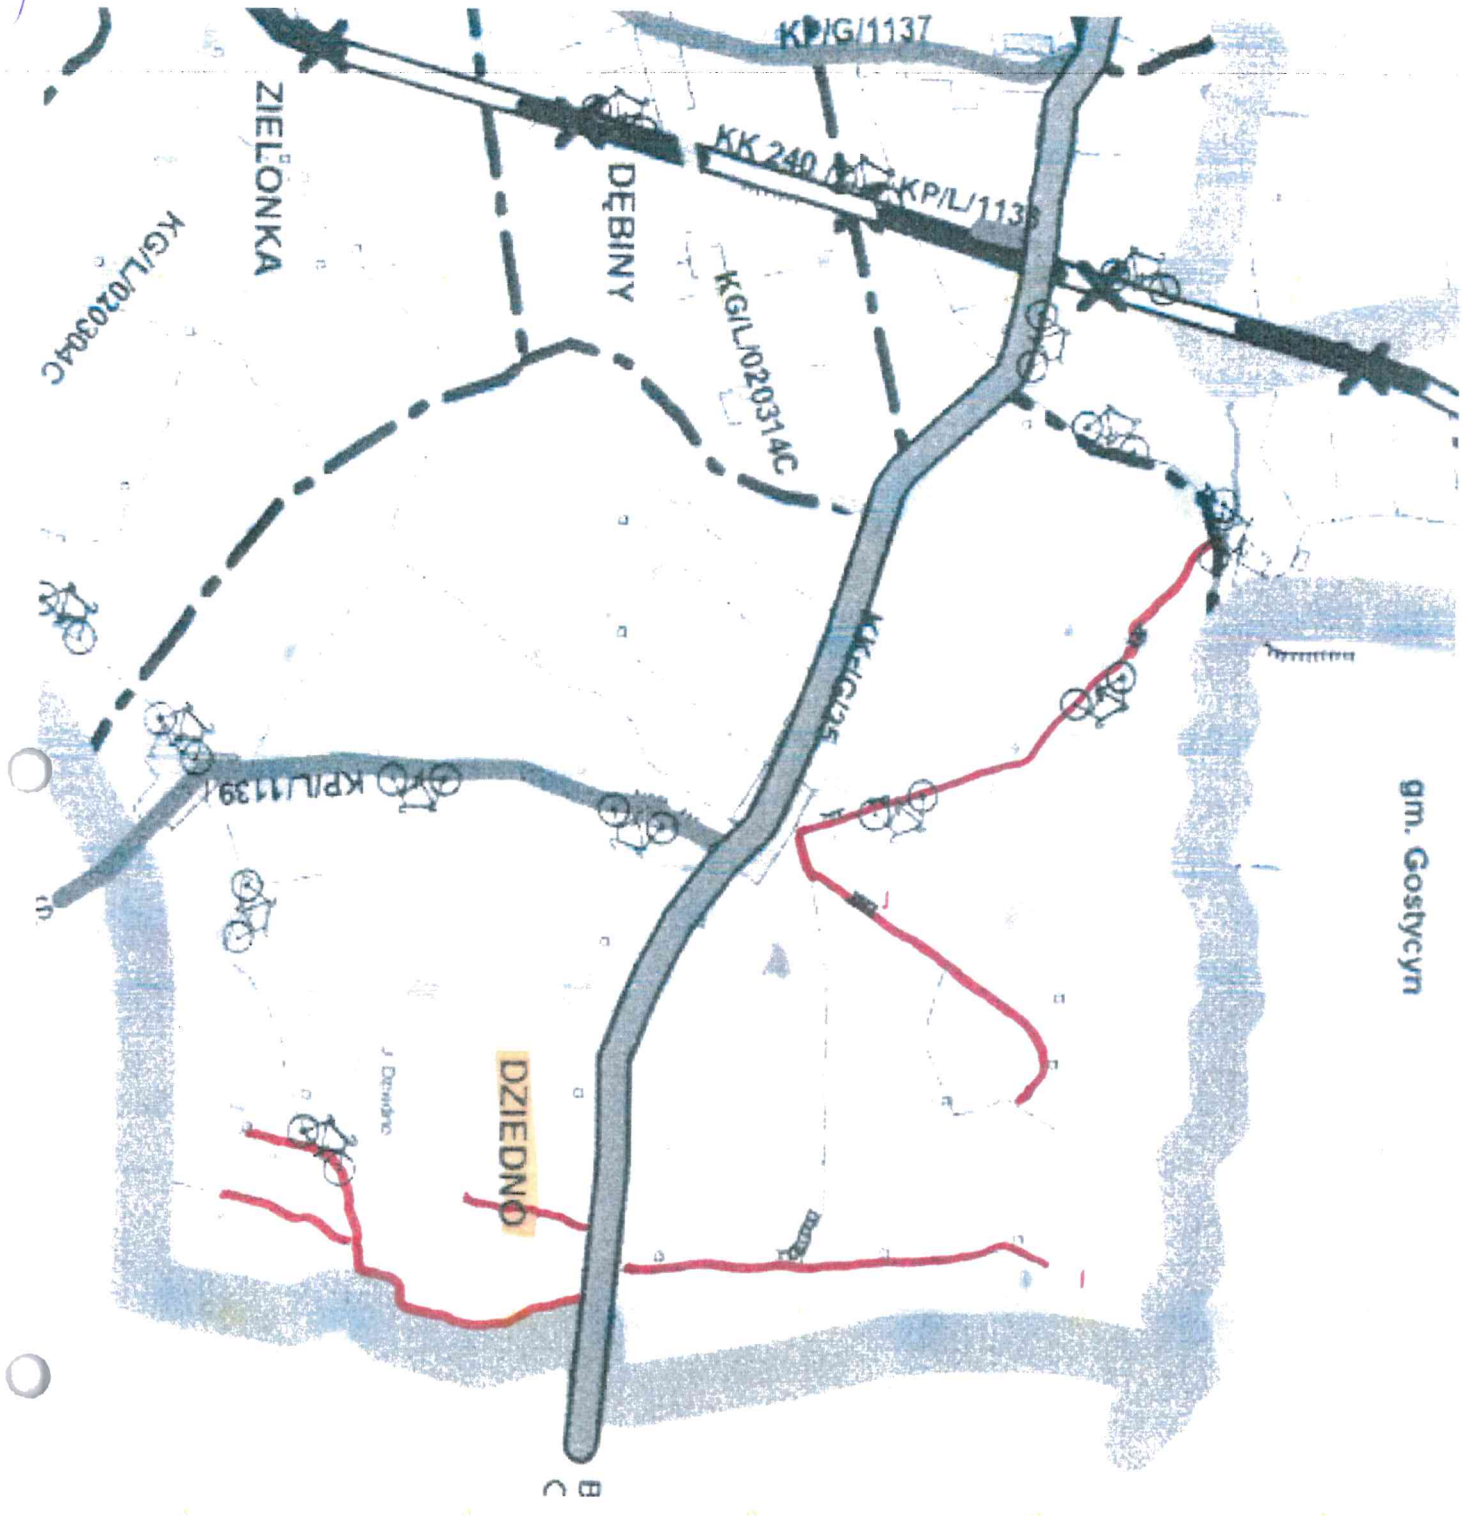 KP/G/1137
KK 240
KP/L/1138
ZIELONKA
DĘBINY
KG/L/020304C
KG/L/020314C
KK/G/25
KP/L/1139
gm. Gostycyn
DZIEDNO
B
C